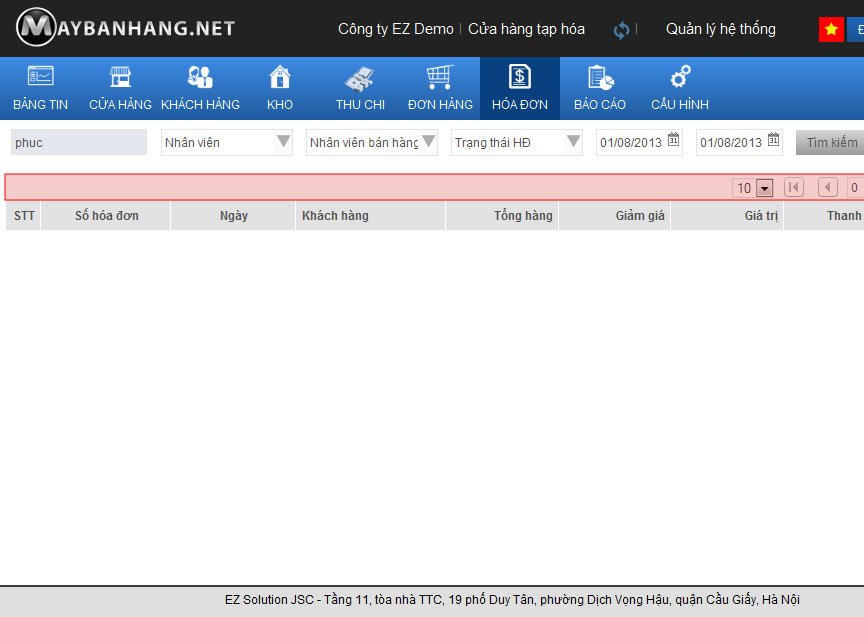 MAYBANHANG.NET Công ty EZ Demo Cửa hàng tạp hóa Quản lý hệ thống
BẢNG TIN CỬA HÀNG KHÁCH HÀNG KHO THU CHI ĐƠN HÀNG HÓA ĐƠN BÁO CÁO CẤU HÌNH
phuc Nhân viên Nhân viên bán hàng Trạng thái HĐ 01/08/2013 31 01/08/2013 31 Tìm kiếm
10 0
STT Số hóa đơn Ngày Khách hàng Tổng hàng Giảm giá Giá trị Thanh
EZ Solution JSC - Tầng 11, tòa nhà TTC, 19 phố Duy Tân, phường Dịch Vọng Hậu, quận Cầu Giấy, Hà Nội